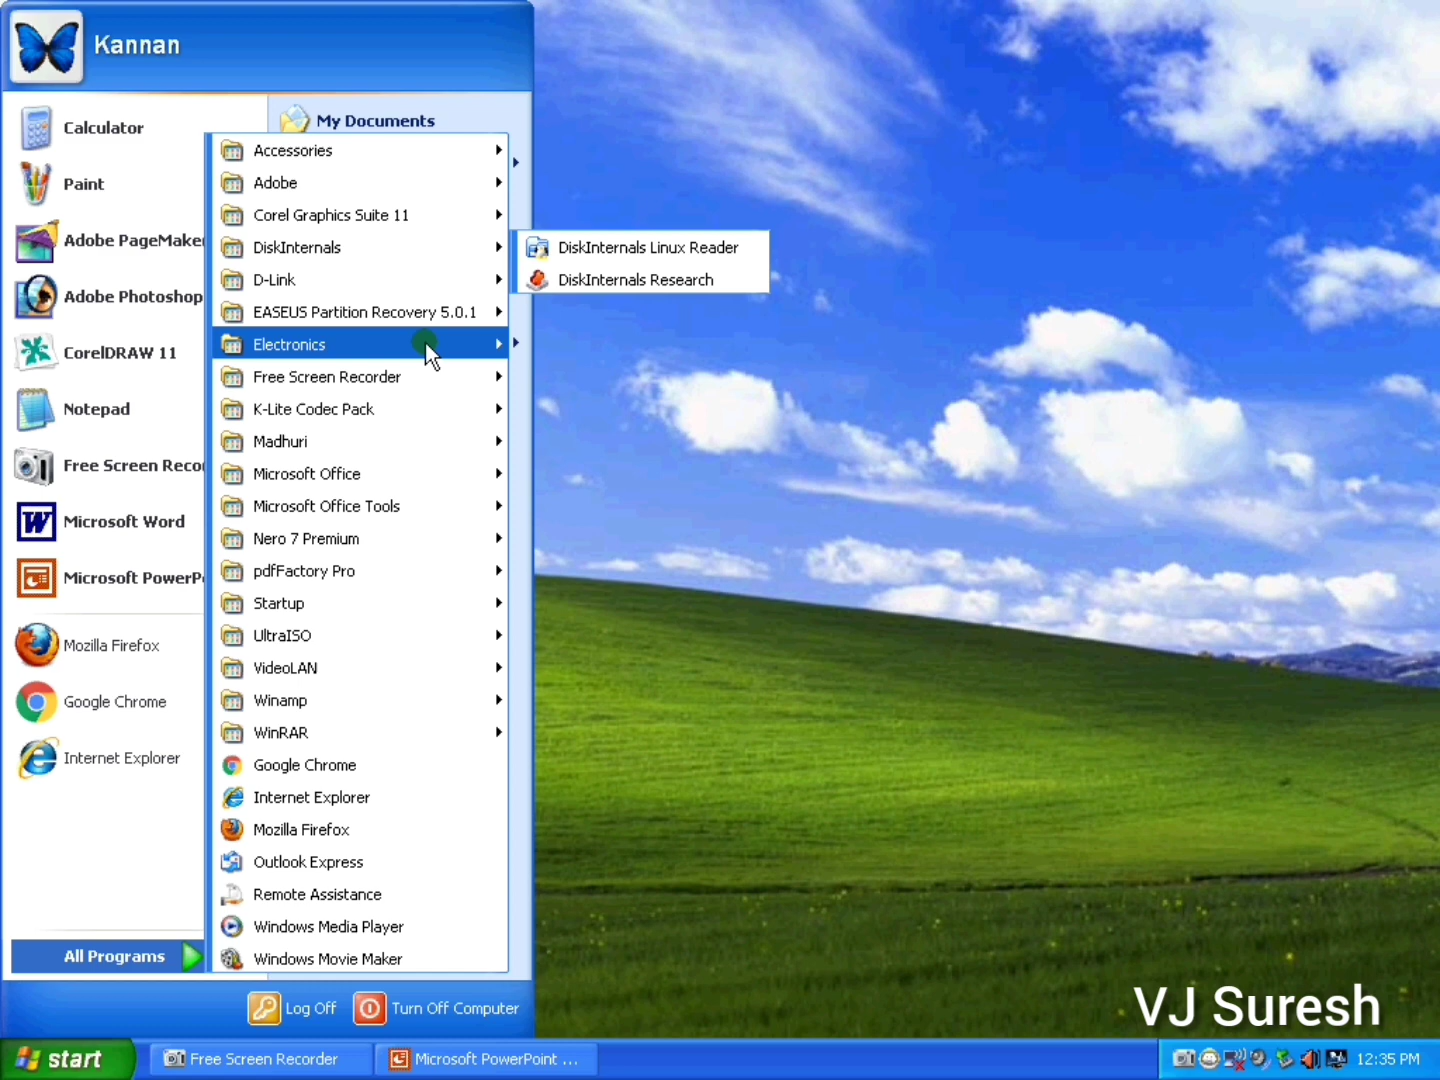 Kannan
Calculator
Paint
Adobe PageMake
Adobe Photoshop
CorelDRAW 11
Notepad
Free Screen Reco
Microsoft Word
Microsoft PowerP
Mozilla Firefox
Google Chrome
Internet Explorer
All Programs
My Documents
Accessories
Adobe
Corel Graphics Suite 11
DiskInternals
D-Link
EASEUS Partition Recovery 5.0.1
Electronics
Free Screen Recorder
K-Lite Codec Pack
Madhuri
Microsoft Office
Microsoft Office Tools
Nero 7 Premium
pdfFactory Pro
Startup
UltraISO
VideoLAN
Winamp
WinRAR
Google Chrome
Internet Explorer
Mozilla Firefox
Outlook Express
Remote Assistance
Windows Media Player
Windows Movie Maker
DiskInternals Linux Reader
DiskInternals Research
Log Off
Turn Off Computer
VJ Suresh
start
Free Screen Recorder
Microsoft PowerPoint ...
12:35 PM